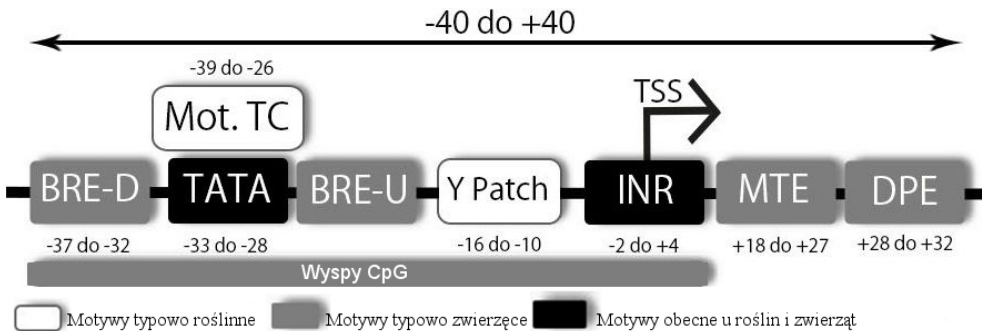 -40 do +40
-39 do -26
Mot. TC
TSS
BRE-D TATA BRE-U Y Patch INR MTE DPE
-37 do -32 -33 do -28 -16 do -10 -2 do +4 +18 do +27 +28 do +32
Wyspy CpG
Motywy typowo roślinne Motywy typowo zwierzęce Motywy obecne u roślin i zwierząt